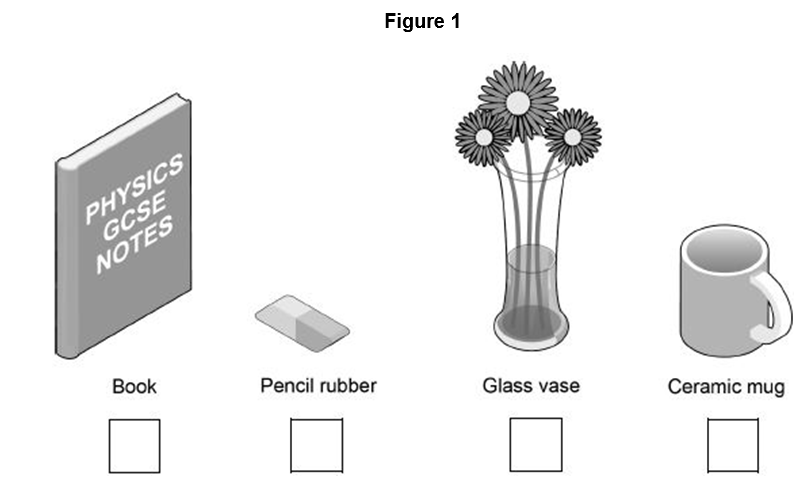 Figure 1
PHYSICS
GCSE
NOTES
Book
Pencil rubber
Glass vase
Ceramic mug